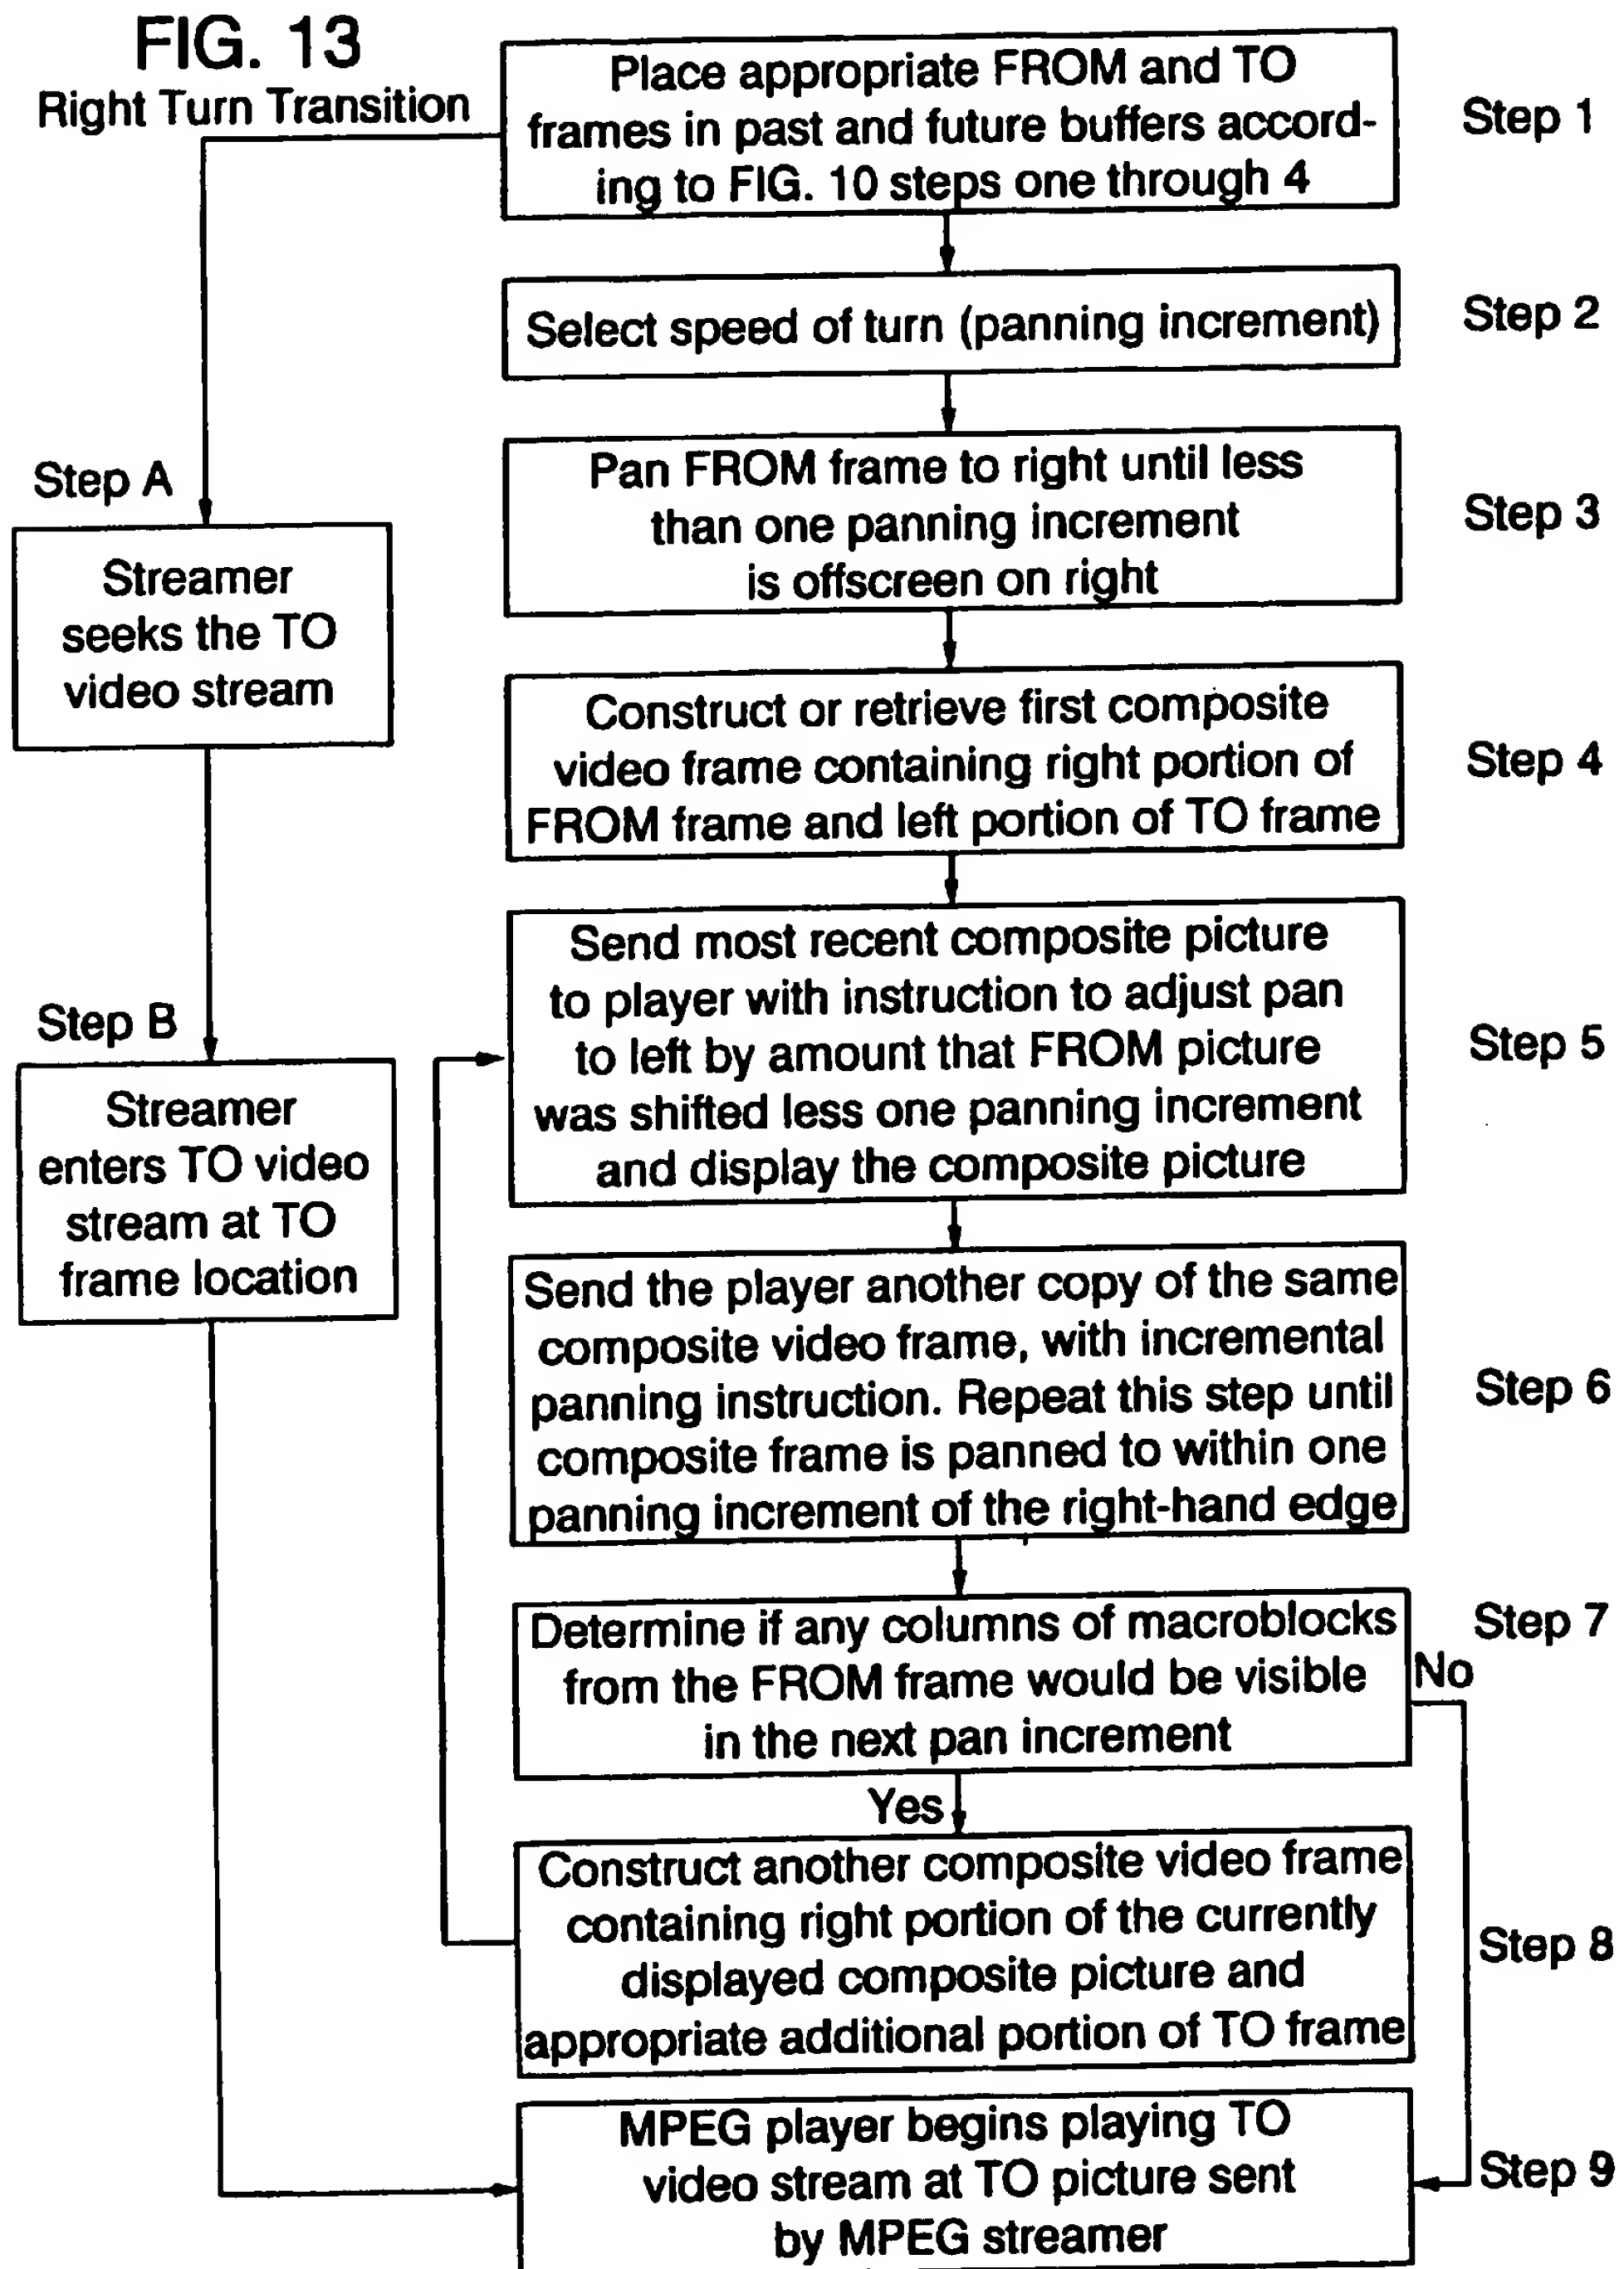 FIG. 13
Right Turn Transition
Place appropriate FROM and TO
frames in past and future buffers accord-
ing to FIG. 10 steps one through 4
Step 1
Select speed of turn (panning increment)
Step 2
Pan FROM frame to right until less
than one panning increment
is offscreen on right
Step 3
Step A
Streamer
seeks the TO
video stream
Construct or retrieve first composite
video frame containing right portion of
FROM frame and left portion of TO frame
Step 4
Send most recent composite picture
to player with instruction to adjust pan
to left by amount that FROM picture
was shifted less one panning increment
and display the composite picture
Step 5
Step B
Streamer
enters TO video
stream at TO
frame location
Send the player another copy of the same
composite video frame, with incremental
panning instruction. Repeat this step until
composite frame is panned to within one
panning increment of the right-hand edge
Step 6
Determine if any columns of macroblocks
from the FROM frame would be visible
in the next pan increment
Step 7
No
Yes
Construct another composite video frame
containing right portion of the currently
displayed composite picture and
appropriate additional portion of TO frame
Step 8
MPEG player begins playing TO
video stream at TO picture sent
by MPEG streamer
Step 9